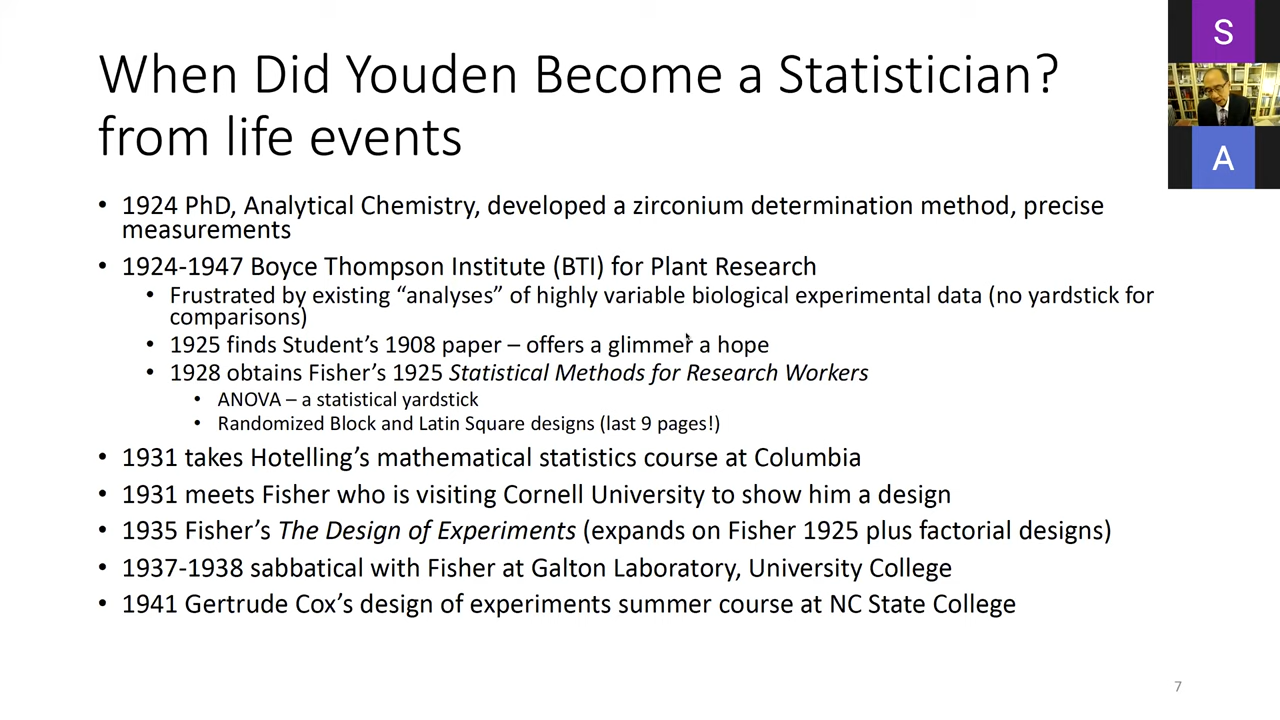 When Did Youden Become a Statistician?
from life events
• 1924 PhD, Analytical Chemistry, developed a zirconium determination method, precise
measurements
• 1924-1947 Boyce Thompson Institute (BTI) for Plant Research
• Frustrated by existing “analyses” of highly variable biological experimental data (no yardstick for
comparisons)
• 1925 finds Student’s 1908 paper – offers a glimmer a hope
• 1928 obtains Fisher’s 1925 Statistical Methods for Research Workers
• ANOVA – a statistical yardstick
• Randomized Block and Latin Square designs (last 9 pages!)
• 1931 takes Hotelling’s mathematical statistics course at Columbia
• 1931 meets Fisher who is visiting Cornell University to show him a design
• 1935 Fisher’s The Design of Experiments (expands on Fisher 1925 plus factorial designs)
• 1937-1938 sabbatical with Fisher at Galton Laboratory, University College
• 1941 Gertrude Cox’s design of experiments summer course at NC State College
7
S
A